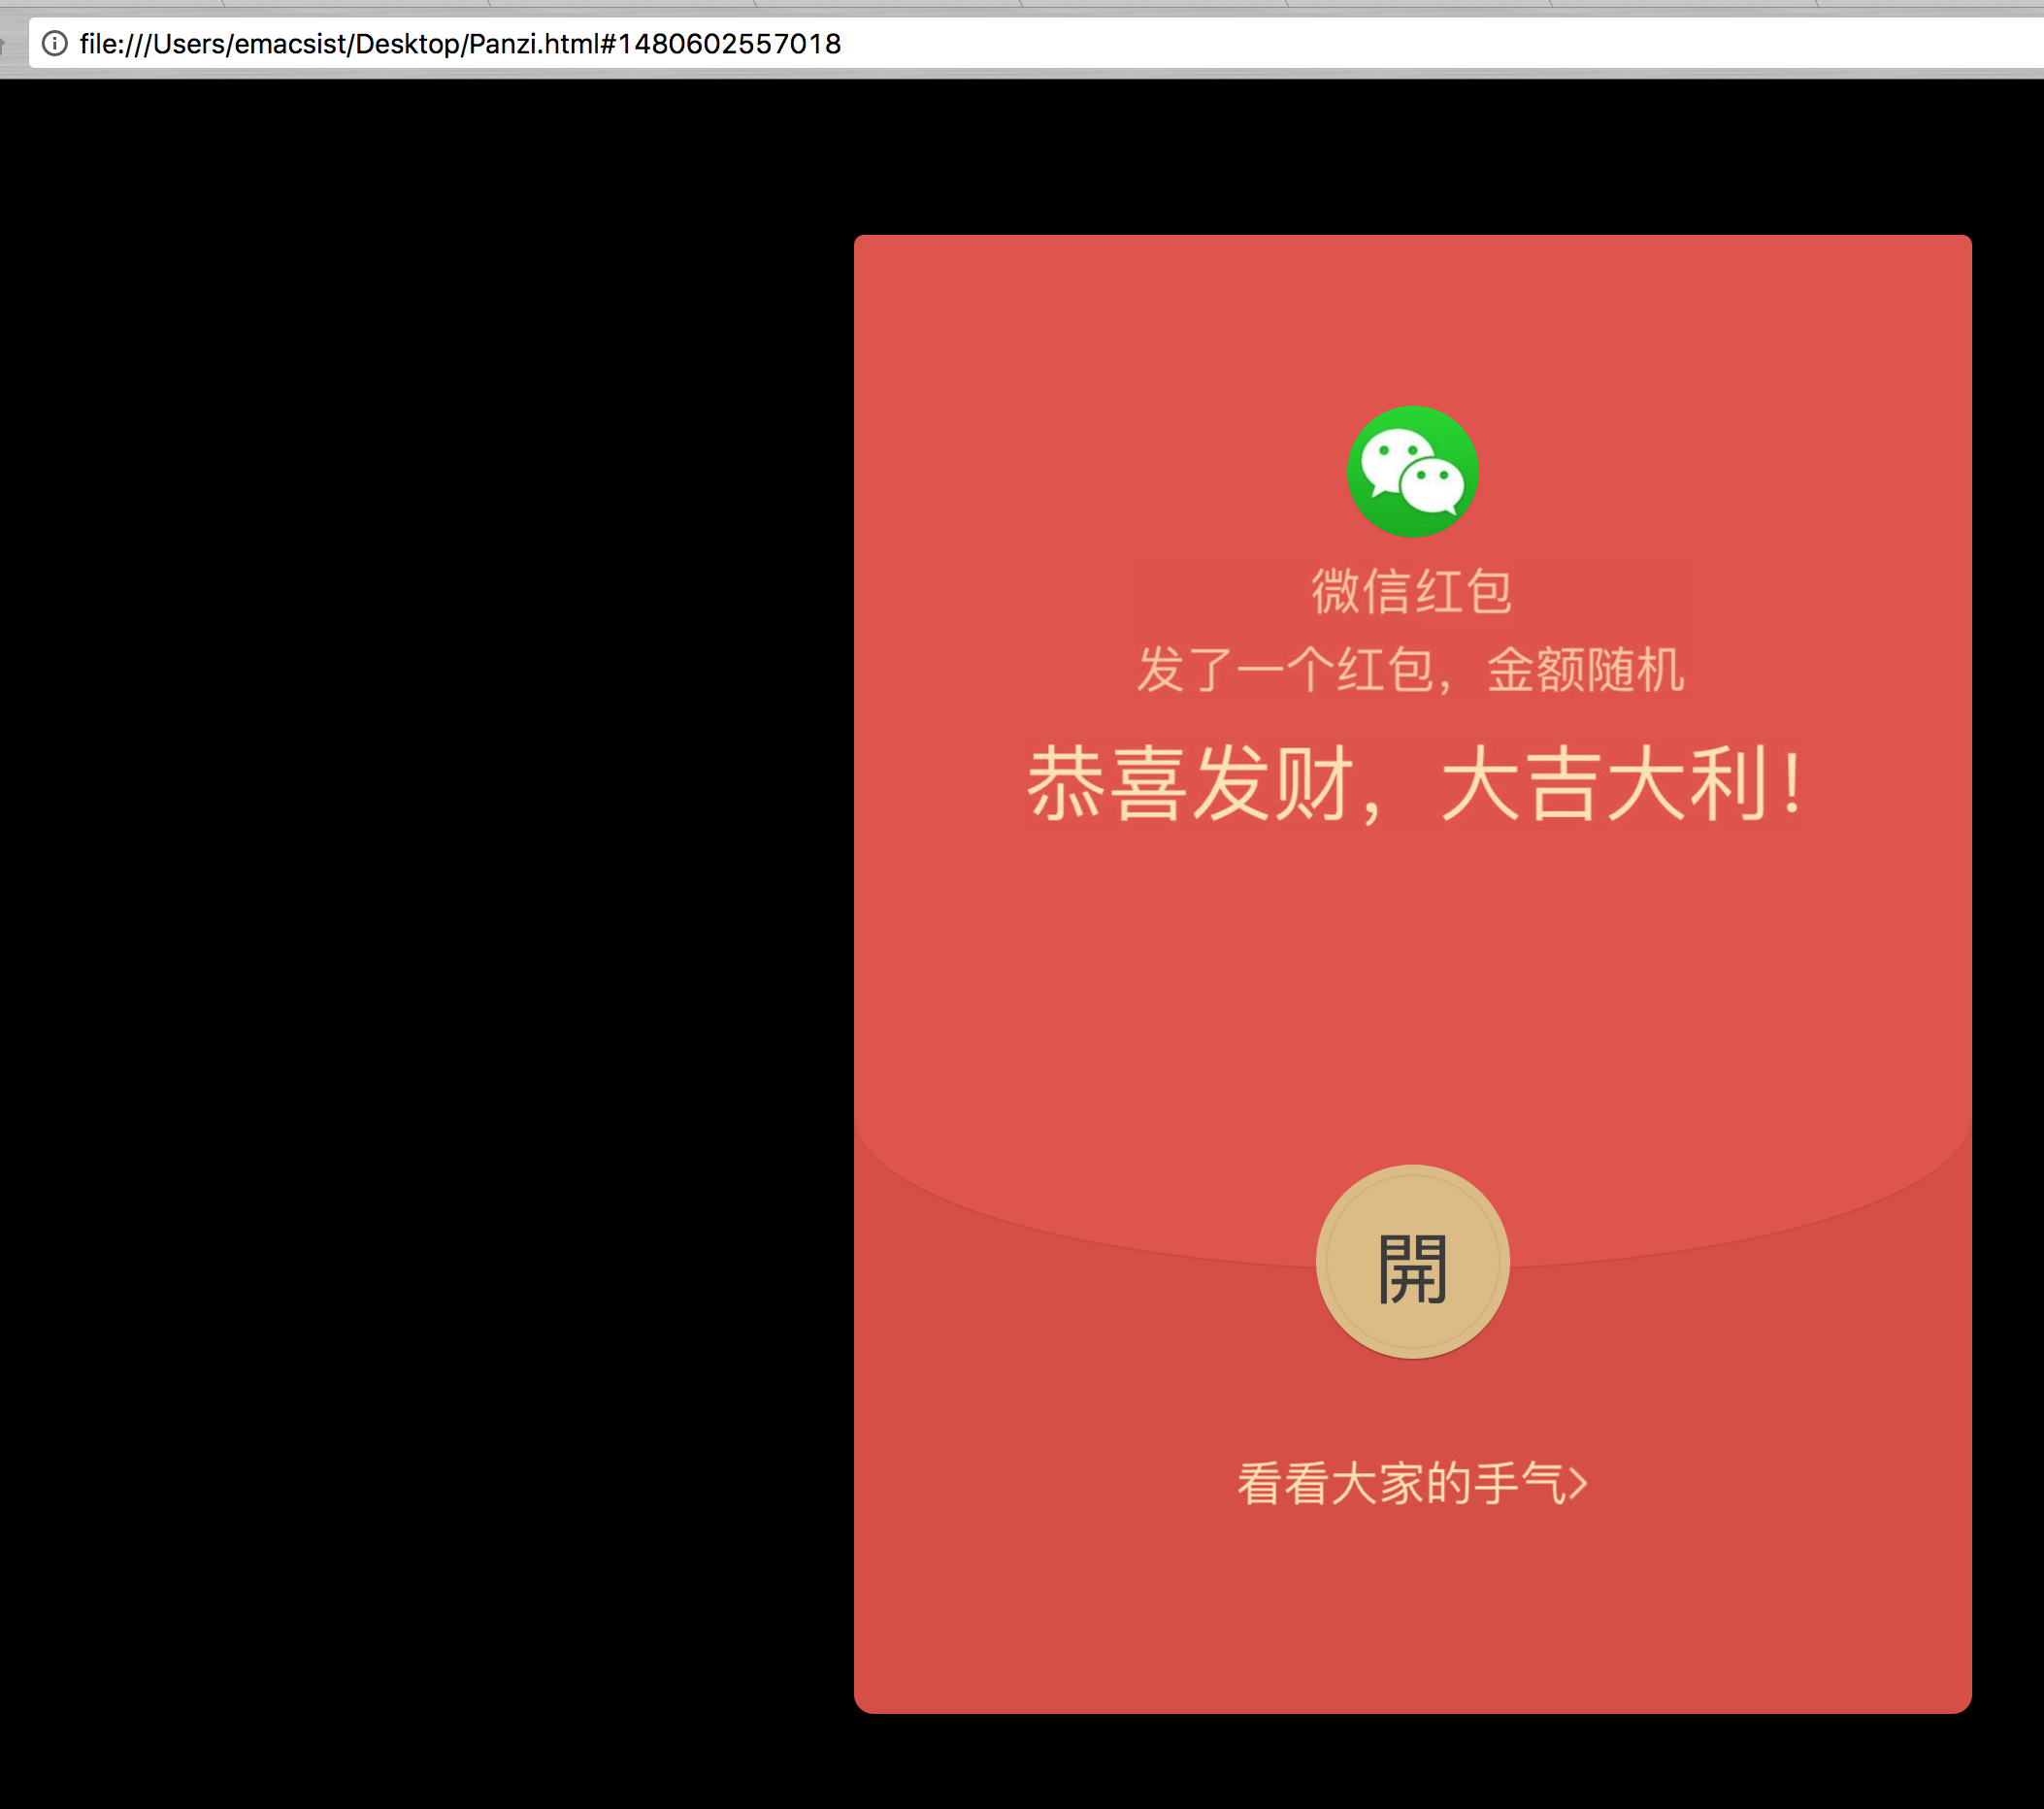 file:///Users/emacsist/Desktop/Panzi.html#1480602557018
微信红包
发了一个红包，金额随机
恭喜发财，大吉大利！
開
看看大家的手气>